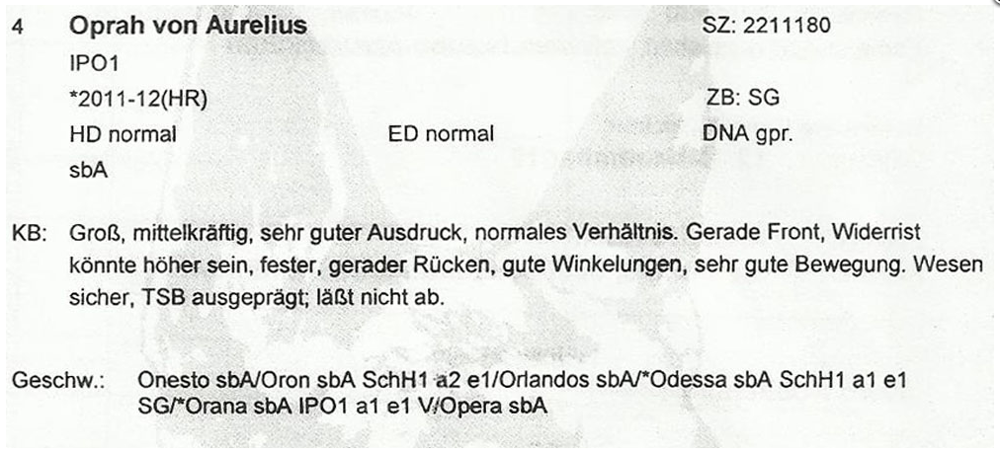 4 Oprah von Aurelius SZ: 2211180
IPO1
*2011-12(HR) ZB: SG
HD normal ED normal DNA gpr.
sbA
KB: Groß, mittelkräftig, sehr guter Ausdruck, normales Verhältnis. Gerade Front, Widerrist
könnte höher sein, fester, gerader Rücken, gute Winkelungen, sehr gute Bewegung. Wesen
sicher, TSB ausgeprägt; läßt nicht ab.
Geschw.: Onesto sbA/Oron sbA SchH1 a2 e1/Orlandos sbA/*Odessa sbA SchH1 a1 e1
SG/*Orana sbA IPO1 a1 e1 V/Opera sbA